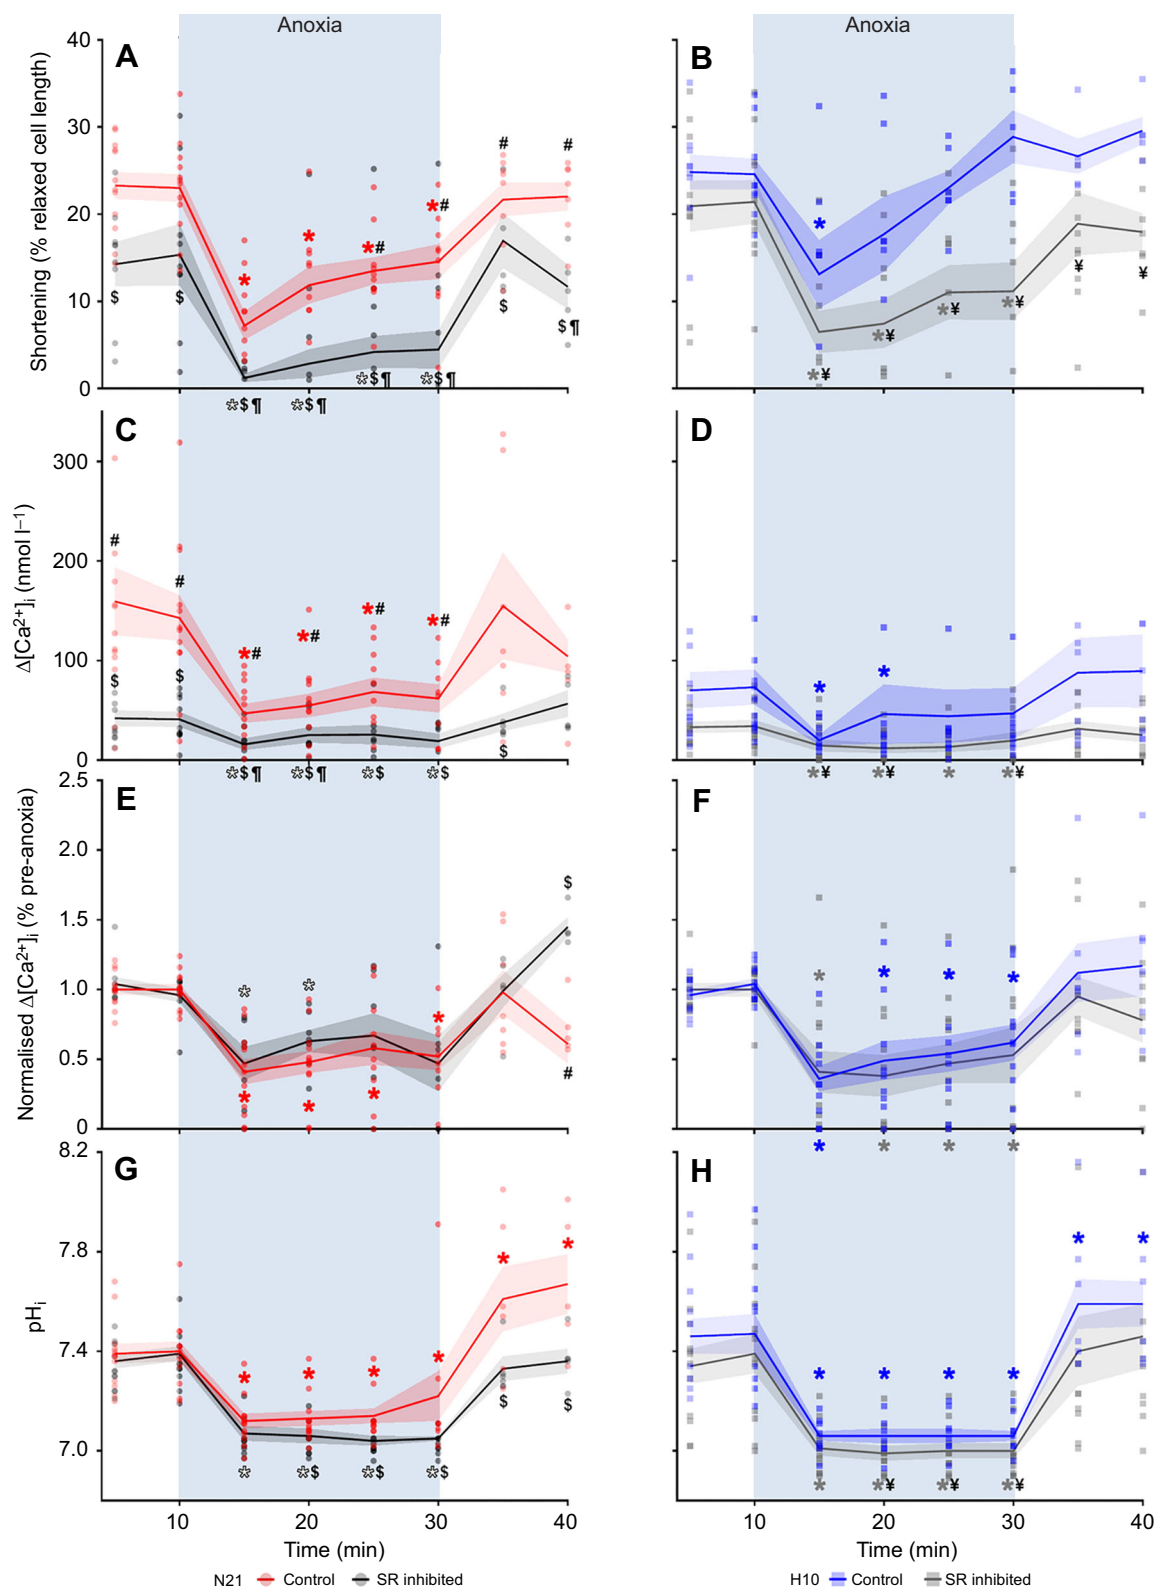 Anoxia Anoxia
A B
Shortening (% relaxed cell length)
40
30
20
10
0
* * *# *# # #
$ $ $ $¶
*$¶ *$¶ *$¶ *$¶
*
*¥ *¥ *¥ *¥ ¥ ¥
C D
Δ[Ca2+]i (nmol l−1)
300
200
100
0
# # *# *# *# *#
$ $ $
*$¶ *$¶ *$ *$
* *
*¥ *¥ * *¥
E F
Normalised Δ[Ca2+]i (% pre-anoxia)
2.5
2.0
1.5
1.0
0.5
0
* * * $
* * * #
* * * *
* * * *
G H
pHi
8.2
7.8
7.4
7.0
* * * * * *
* *$ *$ *$ $ $
* * * * * *
* *¥ *¥ *¥
10 20 30 40 10 20 30 40
Time (min) Time (min)
N21 Control SR inhibited H10 Control SR inhibited